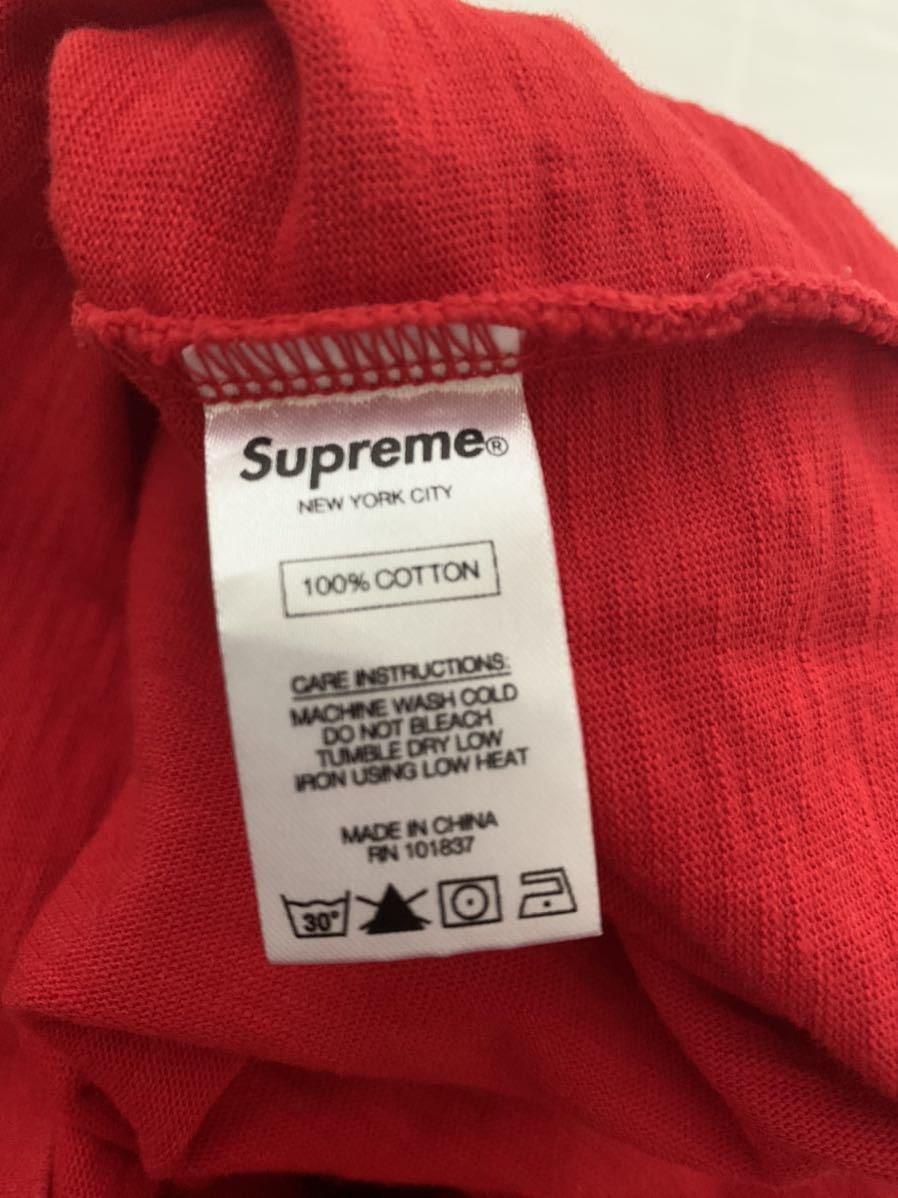 Supreme®
NEW YORK CITY
100% COTTON
CARE INSTRUCTIONS:
MACHINE WASH COLD
DO NOT BLEACH
TUMBLE DRY LOW
IRON USING LOW HEAT
MADE IN CHINA
RN 101837
30°